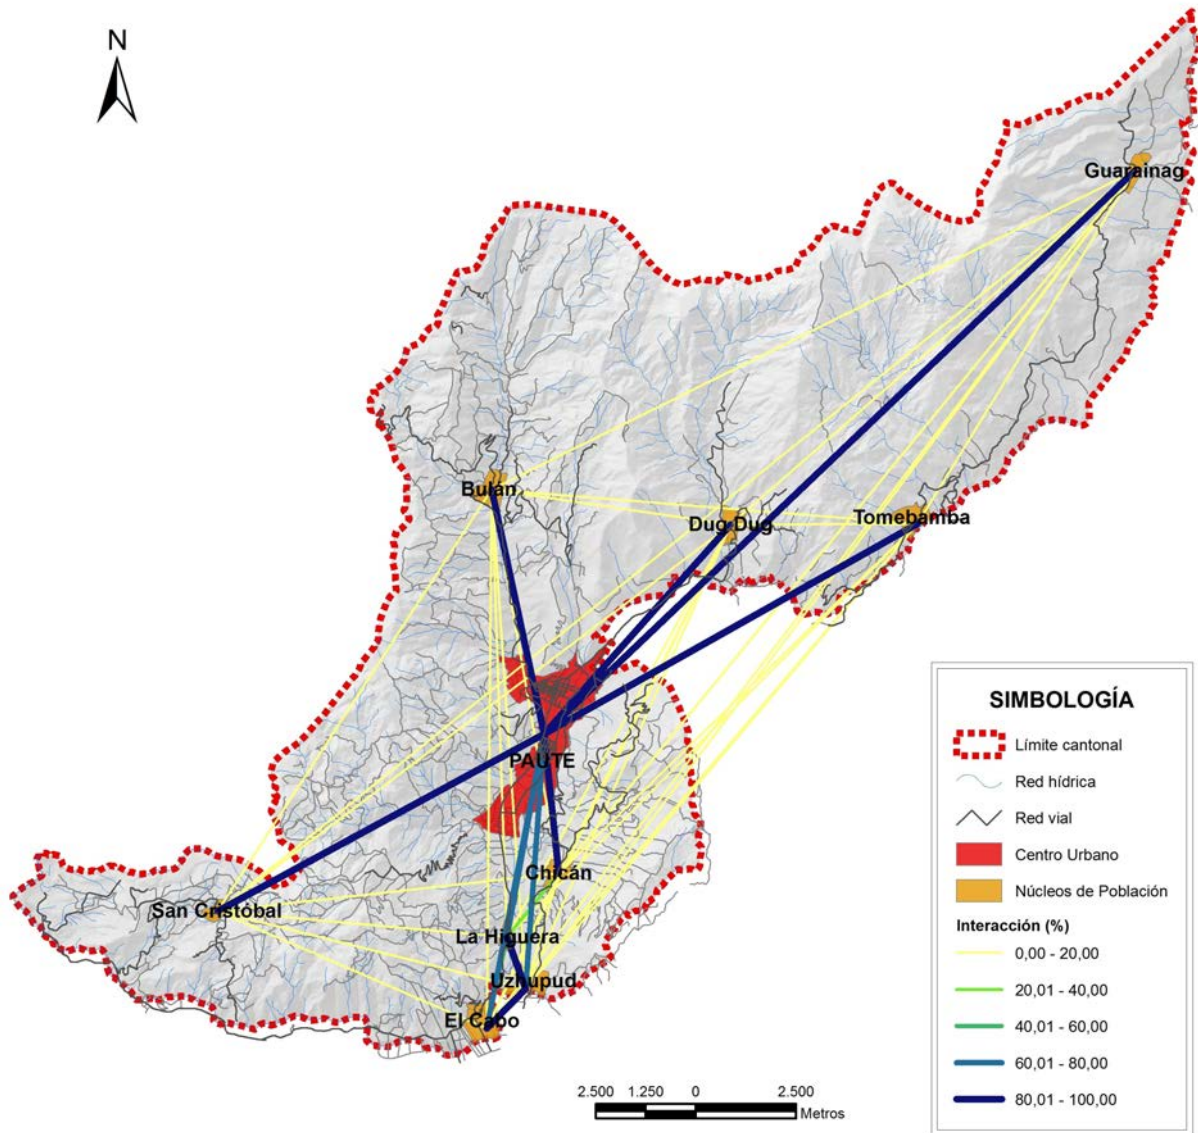 N
Guarainag
Bulán
Dug Dug
Tomebamba
PAUTE
Chicán
San Cristóbal
La Higuera
Uzhupud
El Cabo
SIMBOLOGÍA
Límite cantonal
Red hídrica
Red vial
Centro Urbano
Núcleos de Población
Interacción (%)
0,00 - 20,00
20,01 - 40,00
40,01 - 60,00
60,01 - 80,00
80,01 - 100,00
2.500 1.250 0 2.500
Metros